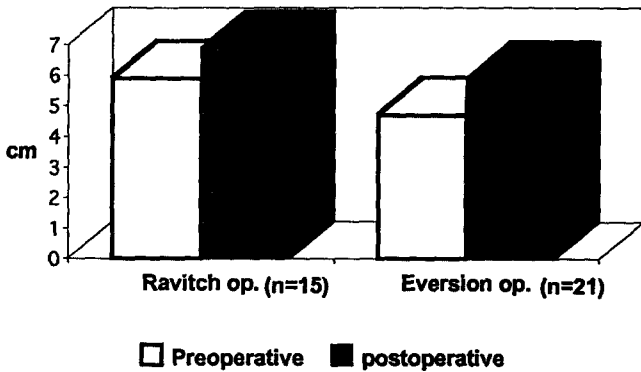 7
6
5
4
3
2
1
0
cm
Ravitch op. (n=15) Eversion op. (n=21)
Preoperative postoperative